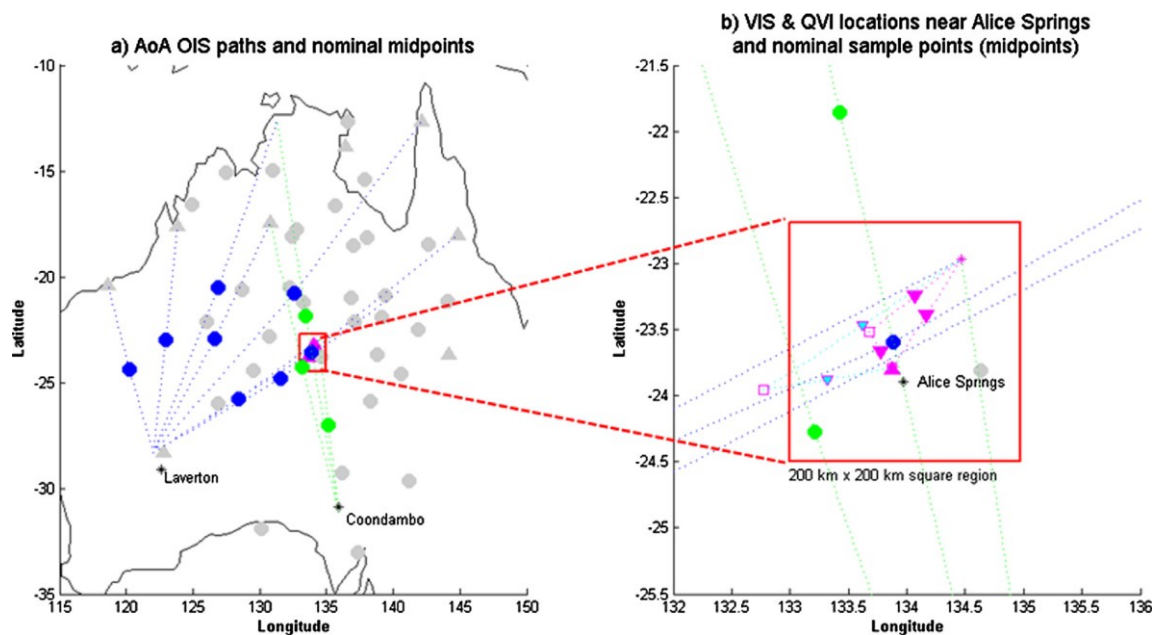 a) AoA OIS paths and nominal midpoints
-10
-15
-20
-25
-30
-35
Latitude
115 120 125 130 135 140 145 150
Longitude
Laverton
Coondambo
b) VIS & QVI locations near Alice Springs
and nominal sample points (midpoints)
-21.5
-22
-22.5
-23
-23.5
-24
-24.5
-25
-25.5
Latitude
132 132.5 133 133.5 134 134.5 135 135.5 136
Longitude
Alice Springs
200 km x 200 km square region